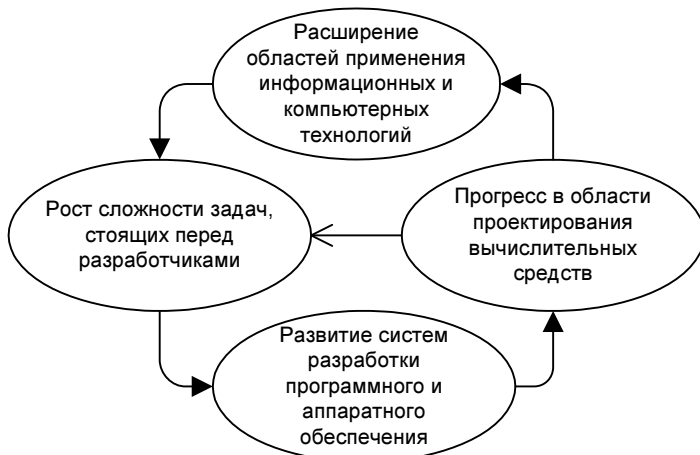 Расширение
областей применения
информационных и
компьютерных
технологий
Рост сложности задач,
стоящих перед
разработчиками
Прогресс в области
проектирования
вычислительных
средств
Развитие систем
разработки
программного и
аппаратного
обеспечения